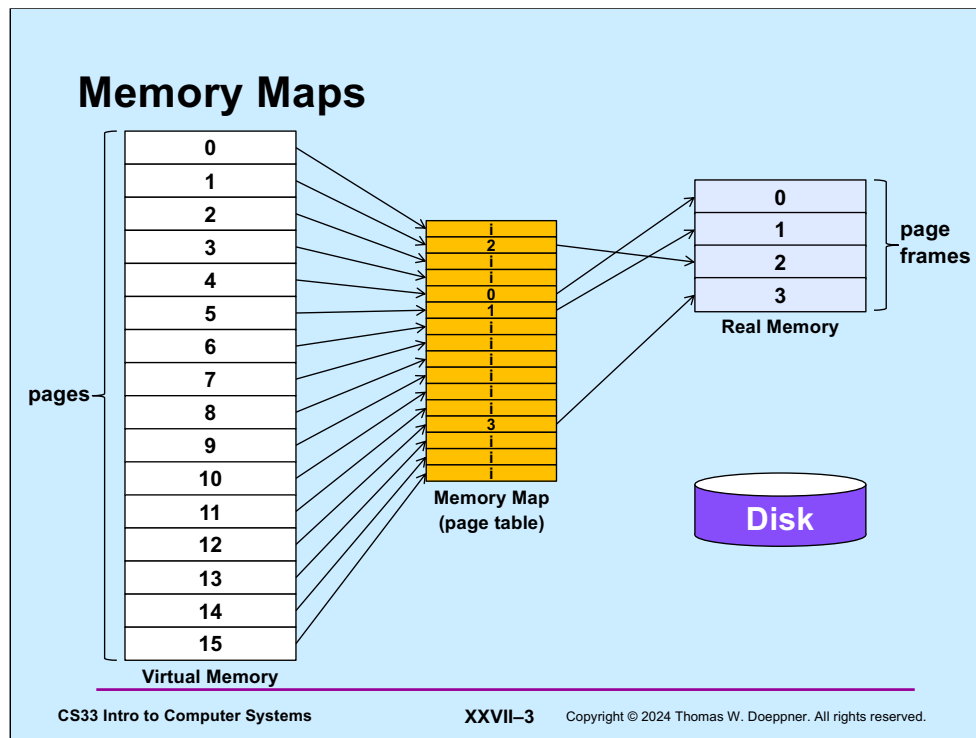 Memory Maps
0
1
2
3
4
5
6
7
8
9
10
11
12
13
14
15
pages
Virtual Memory
i
2
i
i
0
1
i
i
i
i
i
i
3
i
i
i
Memory Map
(page table)
0
1
2
3
page
frames
Real Memory
Disk
CS33 Intro to Computer Systems
XXVII–3
Copyright © 2024 Thomas W. Doeppner. All rights reserved.